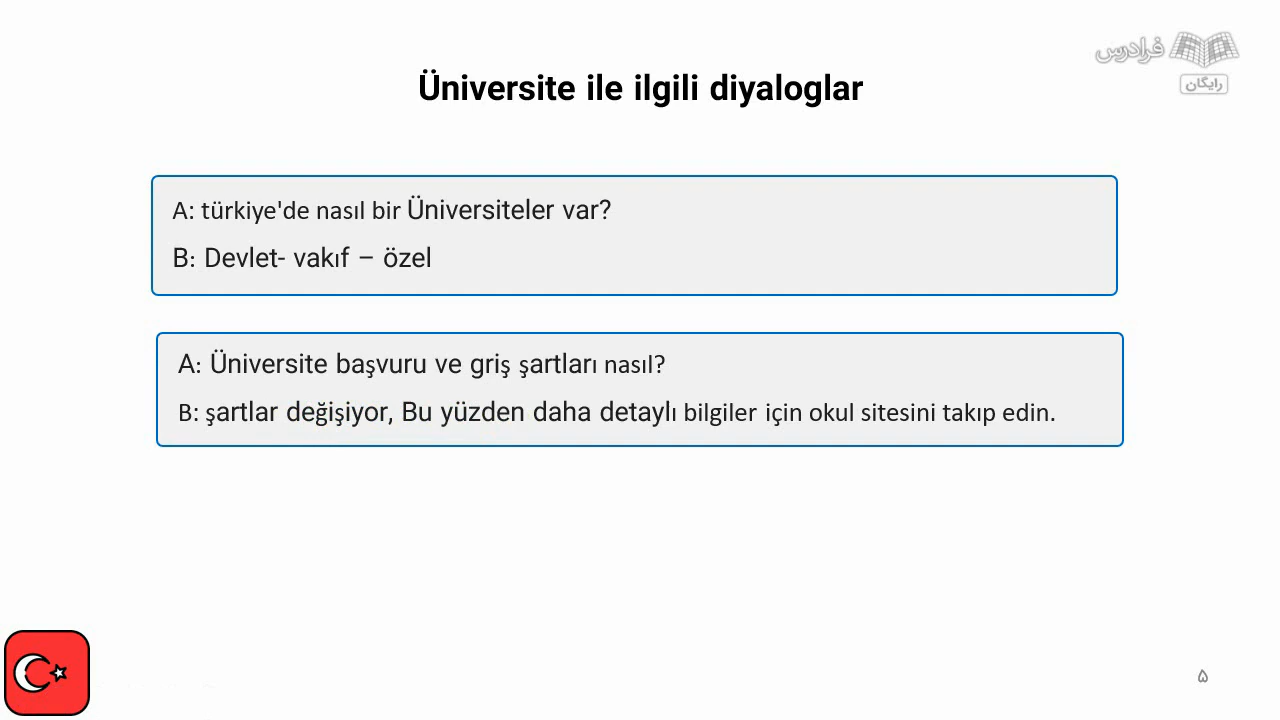 فرادرس
رایگان
Üniversite ile ilgili diyaloglar
A: türkiye'de nasıl bir Üniversiteler var?
B: Devlet- vakıf – özel
A: Üniversite başvuru ve griş şartları nasıl?
B: şartlar değişiyor, Bu yüzden daha detaylı bilgiler için okul sitesini takıp edin.
۵